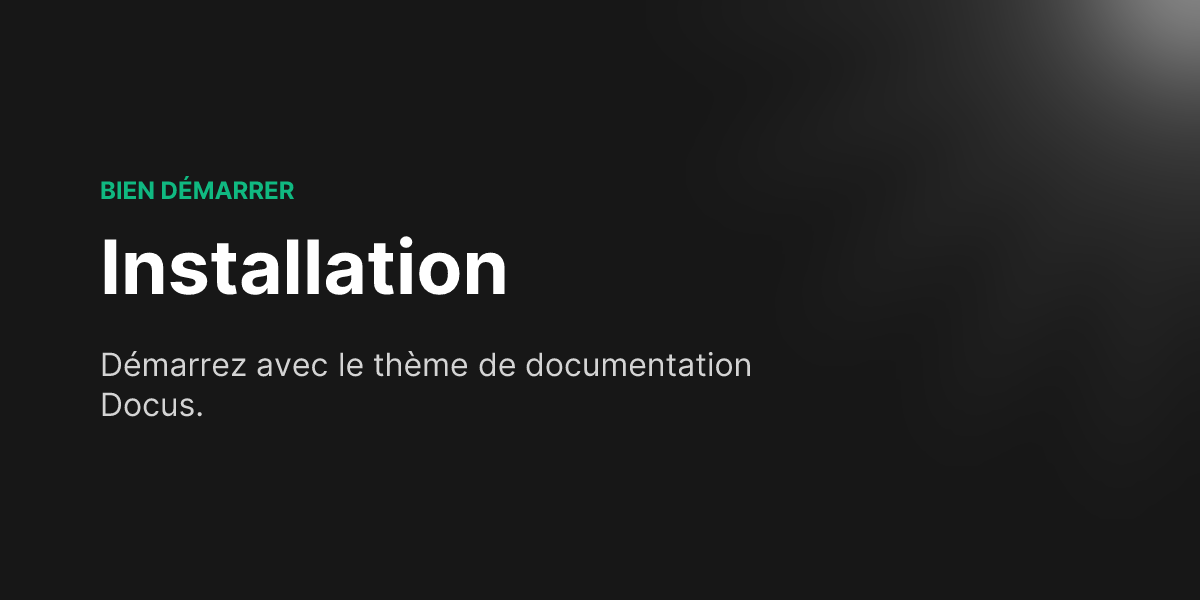 BIEN DÉMARRER
Installation
Démarrez avec le thème de documentation
Docus.